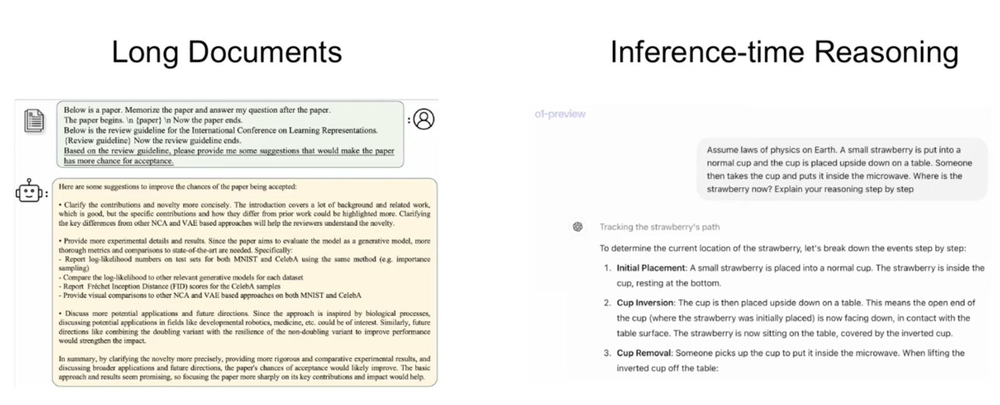 Long Documents
Below is a paper. Memorize the paper and answer my question after the paper.
The paper begins. \n {paper} \n Now the paper ends.
Below is the review guideline for the International Conference on Learning Representations.
{Review guideline} Now the review guideline ends.
Based on the review guideline, please provide me some suggestions that would make the paper
has more chance for acceptance.
:
:
Here are some suggestions to improve the chances of the paper being accepted:
• Clarify the contributions and novelty more concisely. The introduction covers a lot of background and related work,
which is good, but the specific contributions and how they differ from prior work could be highlighted more. Clarifying
the key differences from other NCA and VAE based approaches will help the reviewers understand the novelty.
• Provide more experimental details and results. Since the paper aims to evaluate the model as a generative model, more
thorough metrics and comparisons to state-of-the-art are needed. Specifically:
- Report log-likelihood numbers on test sets for both MNIST and CelebA using the same method (e.g. importance
sampling)
- Compare the log-likelihood to other relevant generative models for each dataset
- Report Fréchet Inception Distance (FID) scores for the CelebA samples
- Provide visual comparisons to other NCA and VAE based approaches on both MNIST and CelebA
• Discuss more potential applications and future directions. Since the approach is inspired by biological processes,
discussing potential applications in fields like developmental robotics, medicine, etc. could be of interest. Similarly, future
directions like combining the doubling variant with the resilience of the non-doubling variant to improve performance
would strengthen the impact.
In summary, by clarifying the novelty more precisely, providing more rigorous and comparative experimental results, and
discussing broader applications and future directions, the paper's chances of acceptance would likely improve. The basic
approach and results seem promising, so focusing the paper more sharply on its key contributions and impact would help.
Inference-time Reasoning
o1-preview
Assume laws of physics on Earth. A small strawberry is put into a
normal cup and the cup is placed upside down on a table. Someone
then takes the cup and puts it inside the microwave. Where is the
strawberry now? Explain your reasoning step by step
Tracking the strawberry's path
To determine the current location of the strawberry, let's break down the events step by step:
1. Initial Placement: A small strawberry is placed into a normal cup. The strawberry is inside the
cup, resting at the bottom.
2. Cup Inversion: The cup is then placed upside down on a table. This means the open end of
the cup (where the strawberry was initially placed) is now facing down, in contact with the
table surface. The strawberry is now sitting on the table, covered by the inverted cup.
3. Cup Removal: Someone picks up the cup to put it inside the microwave. When lifting the
inverted cup off the table: